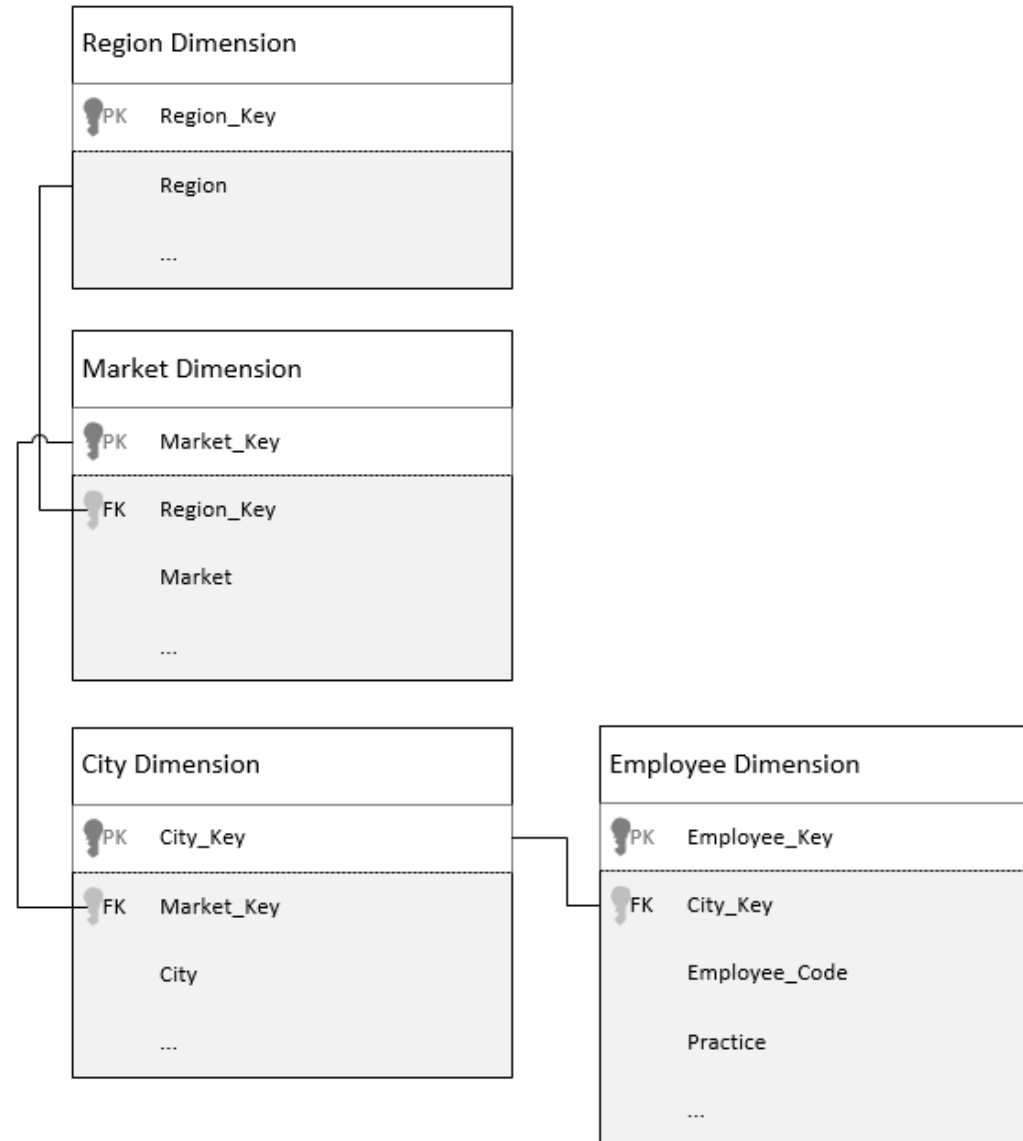 Region Dimension
PK Region_Key
Region
...
Market Dimension
PK Market_Key
FK Region_Key
Market
...
City Dimension
PK City_Key
FK Market_Key
City
...
Employee Dimension
PK Employee_Key
FK City_Key
Employee_Code
Practice
...